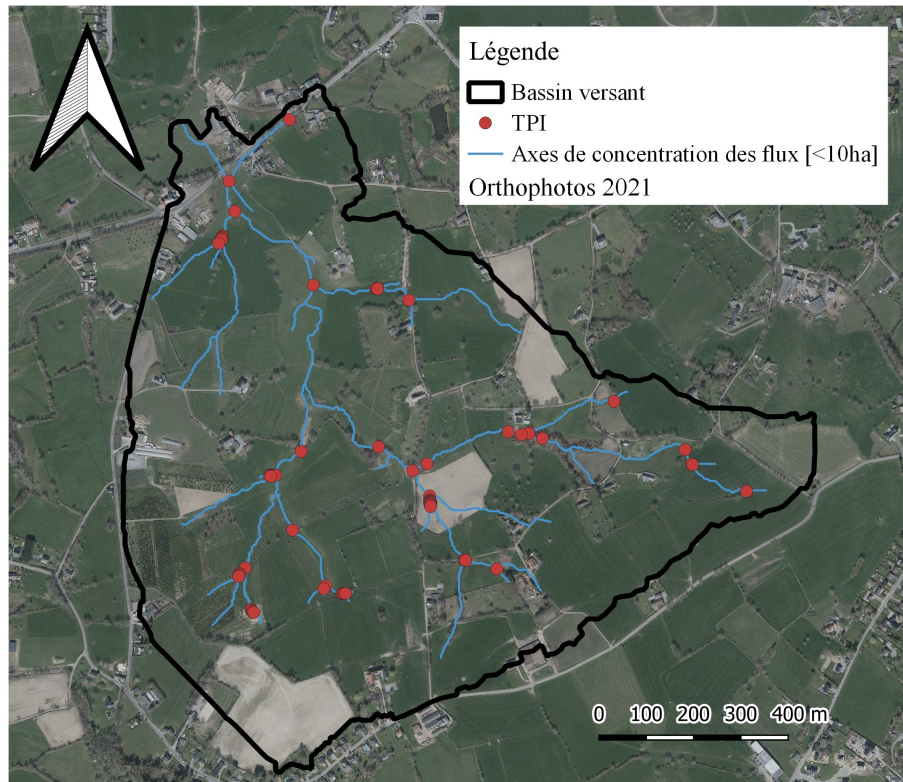 Légende
Bassin versant
TPI
Axes de concentration des flux [<10ha]
Orthophotos 2021
0 100 200 300 400 m